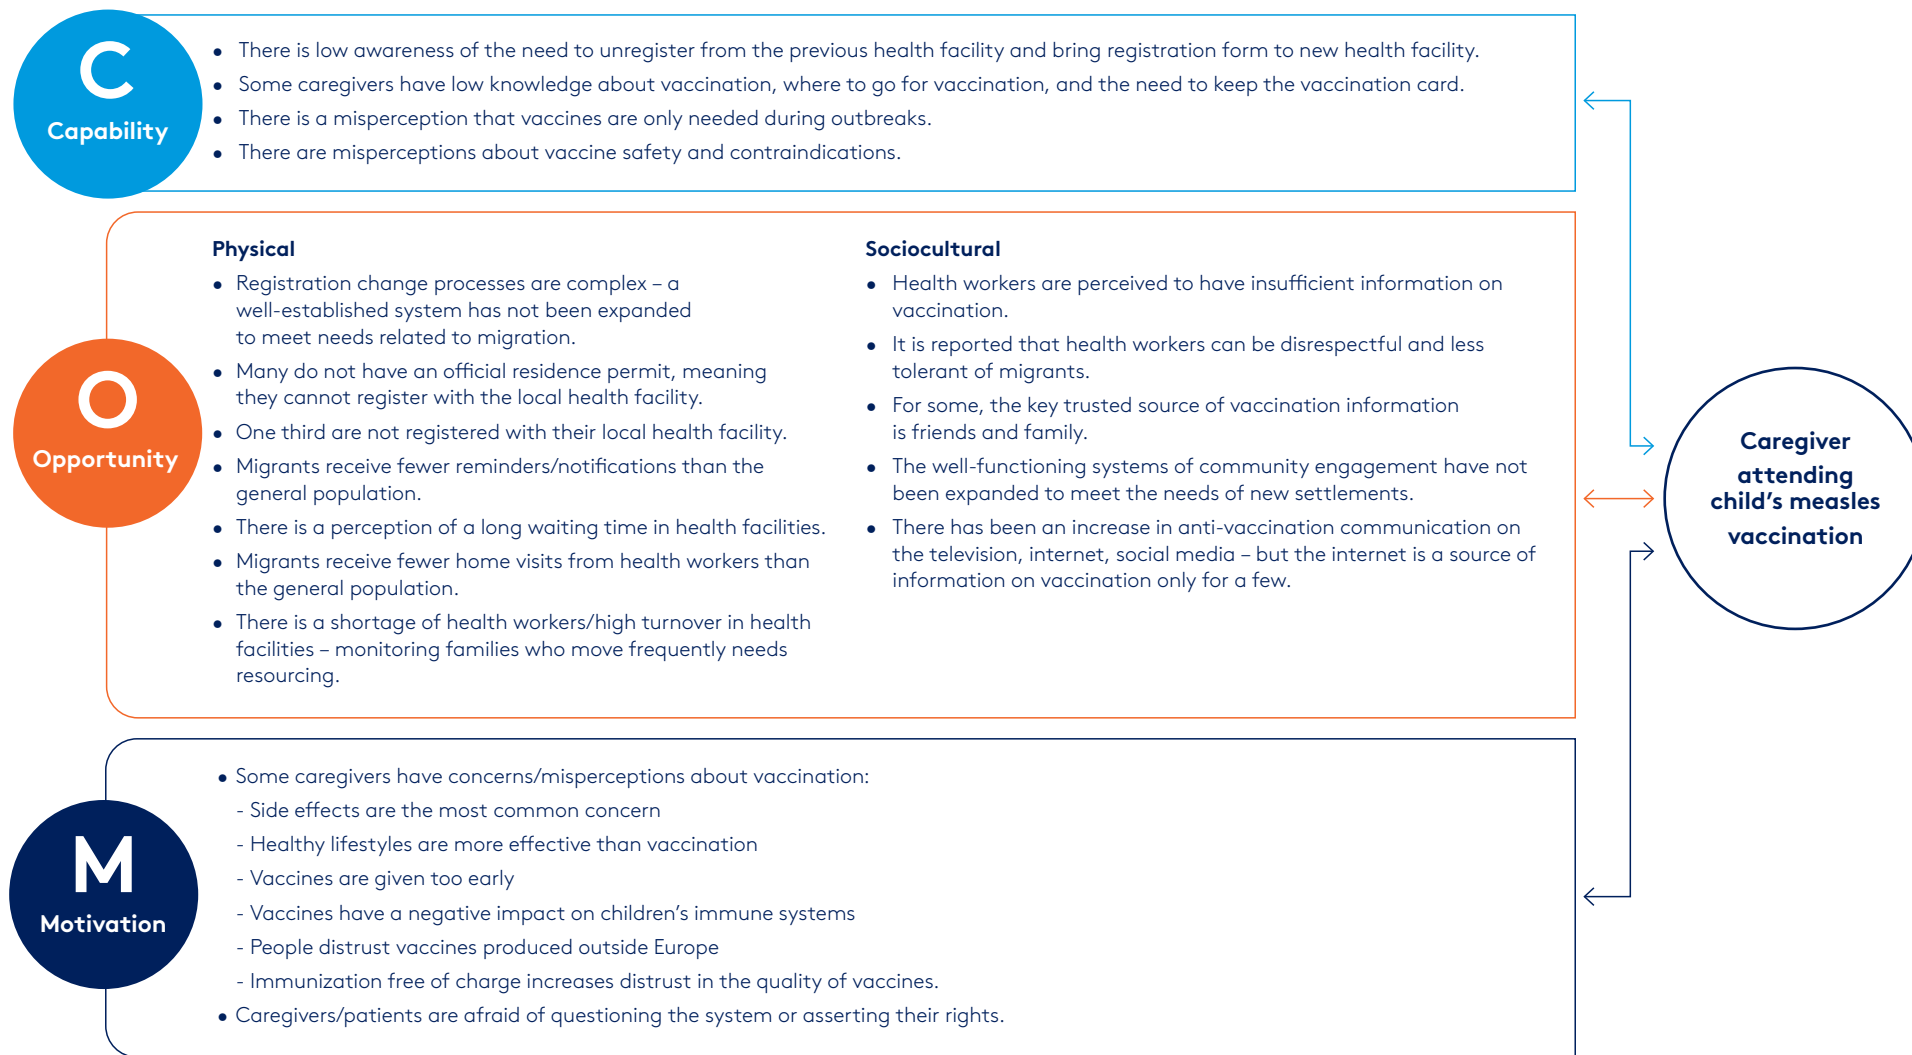 C
Capability
• There is low awareness of the need to unregister from the previous health facility and bring registration form to new health facility.
• Some caregivers have low knowledge about vaccination, where to go for vaccination, and the need to keep the vaccination card.
• There is a misperception that vaccines are only needed during outbreaks.
• There are misperceptions about vaccine safety and contraindications.
O
Opportunity
Physical
• Registration change processes are complex – a
well-established system has not been expanded
to meet needs related to migration.
• Many do not have an official residence permit, meaning
they cannot register with the local health facility.
• One third are not registered with their local health facility.
• Migrants receive fewer reminders/notifications than the
general population.
• There is a perception of a long waiting time in health facilities.
• Migrants receive fewer home visits from health workers than
the general population.
• There is a shortage of health workers/high turnover in health
facilities – monitoring families who move frequently needs
resourcing.
Sociocultural
• Health workers are perceived to have insufficient information on
vaccination.
• It is reported that health workers can be disrespectful and less
tolerant of migrants.
• For some, the key trusted source of vaccination information
is friends and family.
• The well-functioning systems of community engagement have not
been expanded to meet the needs of new settlements.
• There has been an increase in anti-vaccination communication on
the television, internet, social media – but the internet is a source of
information on vaccination only for a few.
M
Motivation
• Some caregivers have concerns/misperceptions about vaccination:
- Side effects are the most common concern
- Healthy lifestyles are more effective than vaccination
- Vaccines are given too early
- Vaccines have a negative impact on children’s immune systems
- People distrust vaccines produced outside Europe
- Immunization free of charge increases distrust in the quality of vaccines.
• Caregivers/patients are afraid of questioning the system or asserting their rights.
Caregiver
attending
child’s measles
vaccination